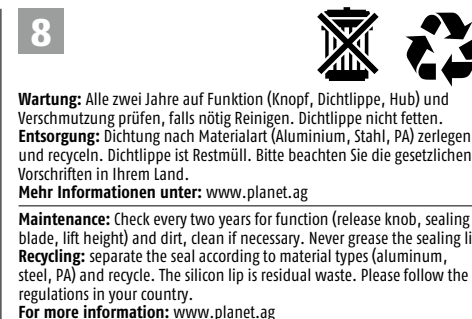 8
Wartung: Alle zwei Jahre auf Funktion (Knopf, Dichtlippe, Hub) und
Verschmutzung prüfen, falls nötig Reinigen. Dichtlippe nicht fetten.
Entsorgung: Dichtung nach Materialart (Aluminium, Stahl, PA) zerlegen
und recyceln. Dichtlippe ist Restmüll. Bitte beachten Sie die gesetzlichen
Vorschriften in Ihrem Land.
Mehr Informationen unter: www.planet.ag
Maintenance: Check every two years for function (release knob, sealing
blade, lift height) and dirt, clean if necessary. Never grease the sealing
Recycling: separate the seal according to material types (aluminum,
steel, PA) and recycle. The silicon lip is residual waste. Please follow the
regulations in your country.
For more information: www.planet.ag